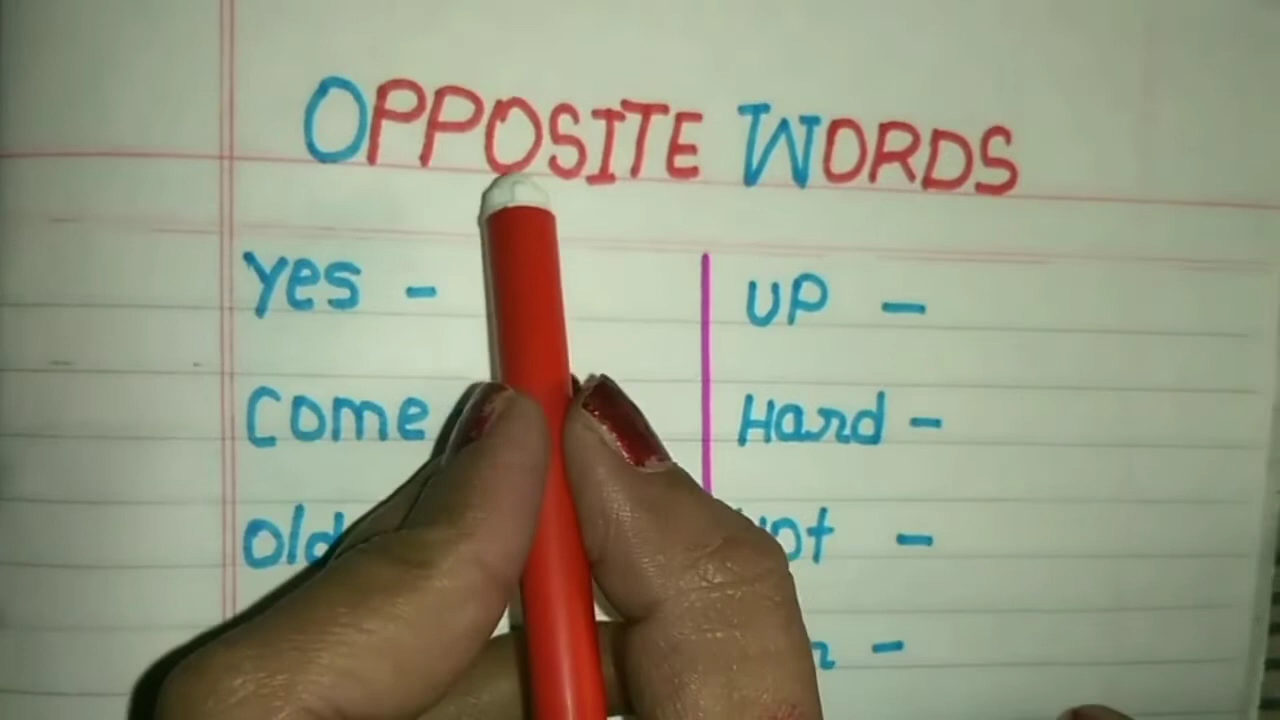 OPPOSITE WORDS
Yes -
UP -
Come
Hard -
old
-
-